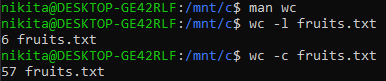 nikita@DESKTOP-GE42RLF:/mnt/c$ man wc
nikita@DESKTOP-GE42RLF:/mnt/c$ wc -l fruits.txt
6 fruits.txt
nikita@DESKTOP-GE42RLF:/mnt/c$ wc -c fruits.txt
57 fruits.txt